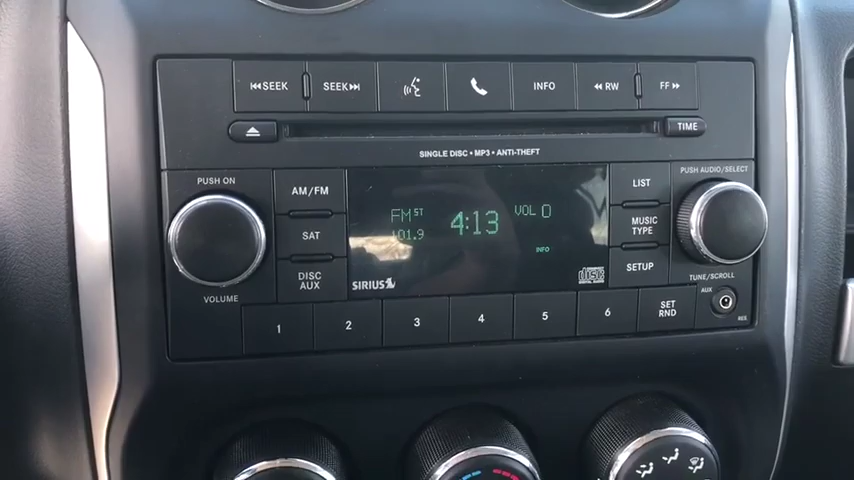 SEEK
SEEK
INFO
RW
FF
TIME
SINGLE DISC • MP3 • ANTI-THEFT
PUSH ON
VOLUME
AM/FM
SAT
DISC
AUX
FM ST
101.9
4:13
VOL 0
INFO
SIRIUS
disc
LIST
MUSIC
TYPE
SETUP
PUSH AUDIO/SELECT
TUNE/SCROLL
AUX
RES
1
2
3
4
5
6
SET
RND